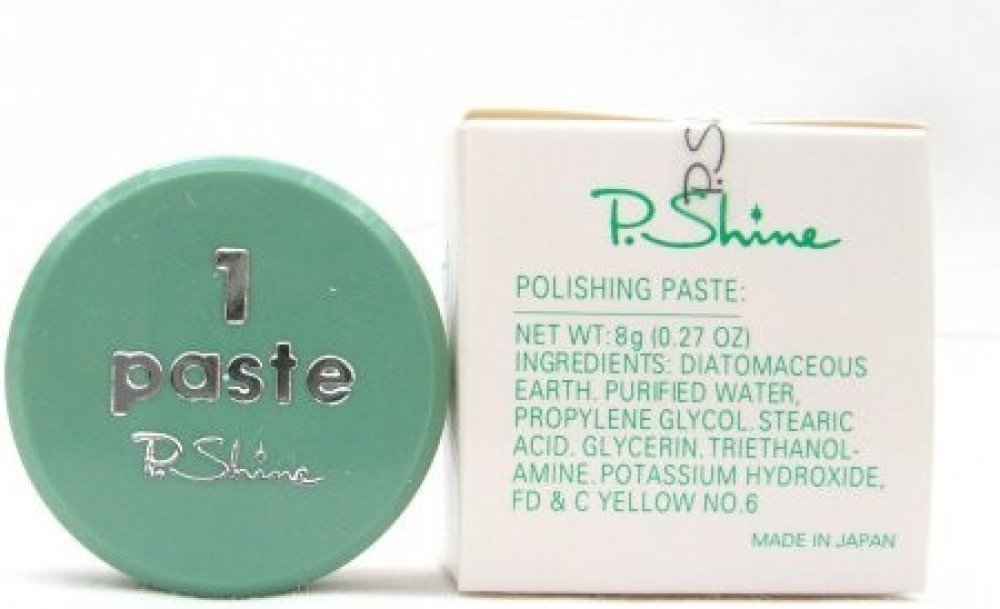 1
paste
P.Shine
P.S
P.Shine
POLISHING PASTE:
NET WT: 8g (0.27 OZ)
INGREDIENTS: DIATOMACEOUS
EARTH. PURIFIED WATER,
PROPYLENE GLYCOL. STEARIC
ACID. GLYCERIN, TRIETHANOL-
AMINE. POTASSIUM HYDROXIDE,
FD & C YELLOW NO.6
MADE IN JAPAN